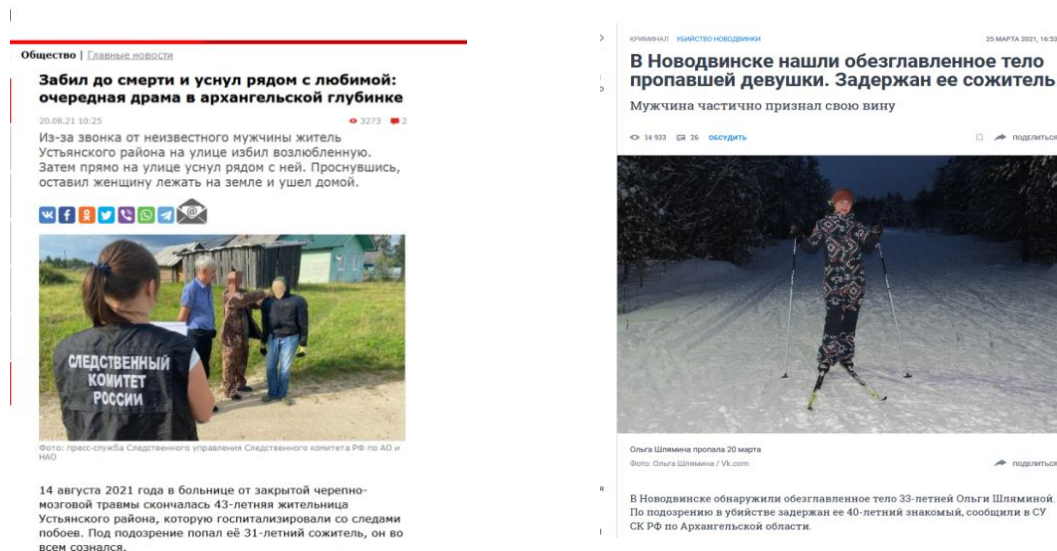 Общество | Главные новости
Забил до смерти и уснул рядом с любимой:
очередная драма в архангельской глубинке
20.08.21 10:25
3273
2
Из-за звонка от неизвестного мужчины житель
Устьянского района на улице избил возлюбленную.
Затем прямо на улице уснул рядом с ней. Проснувшись,
оставил женщину лежать на земле и ушел домой.
СЛЕДСТВЕННЫЙ
КОМИТЕТ
РОССИИ
Фото: пресс-служба Следственного управления Следственного комитета РФ по АО и
НАО
14 августа 2021 года в больнице от закрытой черепно-
мозговой травмы скончалась 43-летняя жительница
Устьянского района, которую госпитализировали со следами
побоев. Под подозрение попал её 31-летний сожитель, он во
всем сознался.
КРИМИНАЛ УБИЙСТВО НОВОДВИНКИ
25 МАРТА 2021, 16:53
В Новодвинске нашли обезглавленное тело
пропавшей девушки. Задержан ее сожитель
Мужчина частично признал свою вину
14 933 26 ОБСУДИТЬ
ПОДЕЛИТЬСЯ
Ольга Шлямина пропала 20 марта
Фото: Ольга Шлямина / Vk.com
ПОДЕЛИТЬСЯ
В Новодвинске обнаружили обезглавленное тело 33-летней Ольги Шляминой.
По подозрению в убийстве задержан ее 40-летний знакомый, сообщили в СУ
СК РФ по Архангельской области.